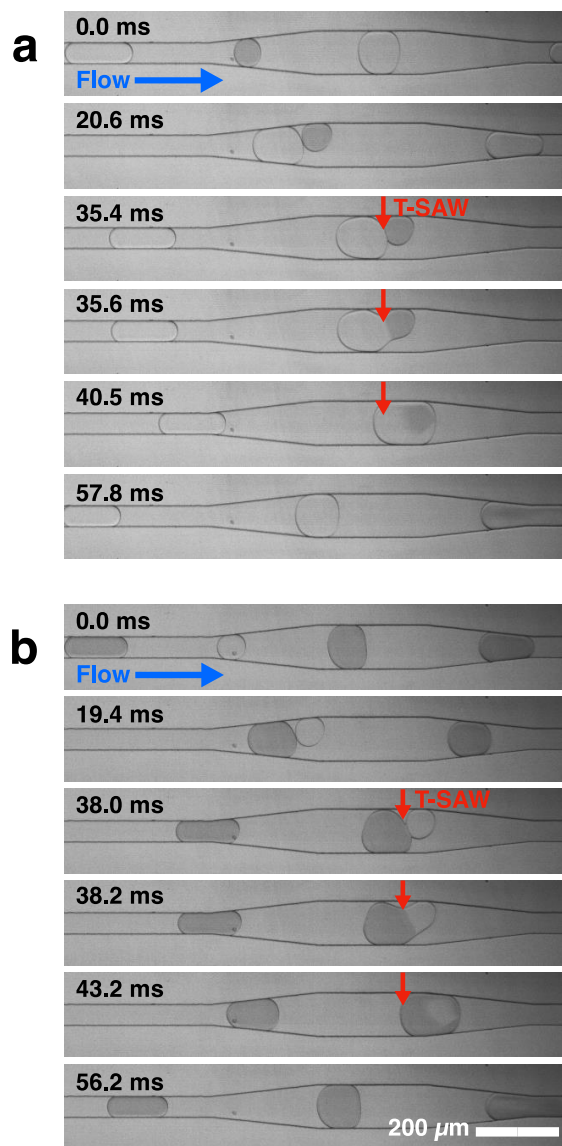 a
0.0 ms
Flow
20.6 ms
35.4 ms
T-SAW
35.6 ms
40.5 ms
57.8 ms
b
0.0 ms
Flow
19.4 ms
38.0 ms
T-SAW
38.2 ms
43.2 ms
56.2 ms
200 μm